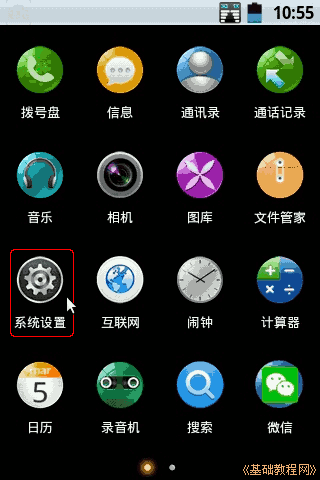 10:55
拨号盘 信息 通讯录 通话记录
音乐 相机 图库 文件管家
系统设置 互联网 闹钟 计算器
mar
5
日历 录音机 搜索 微信
《基础教程网》